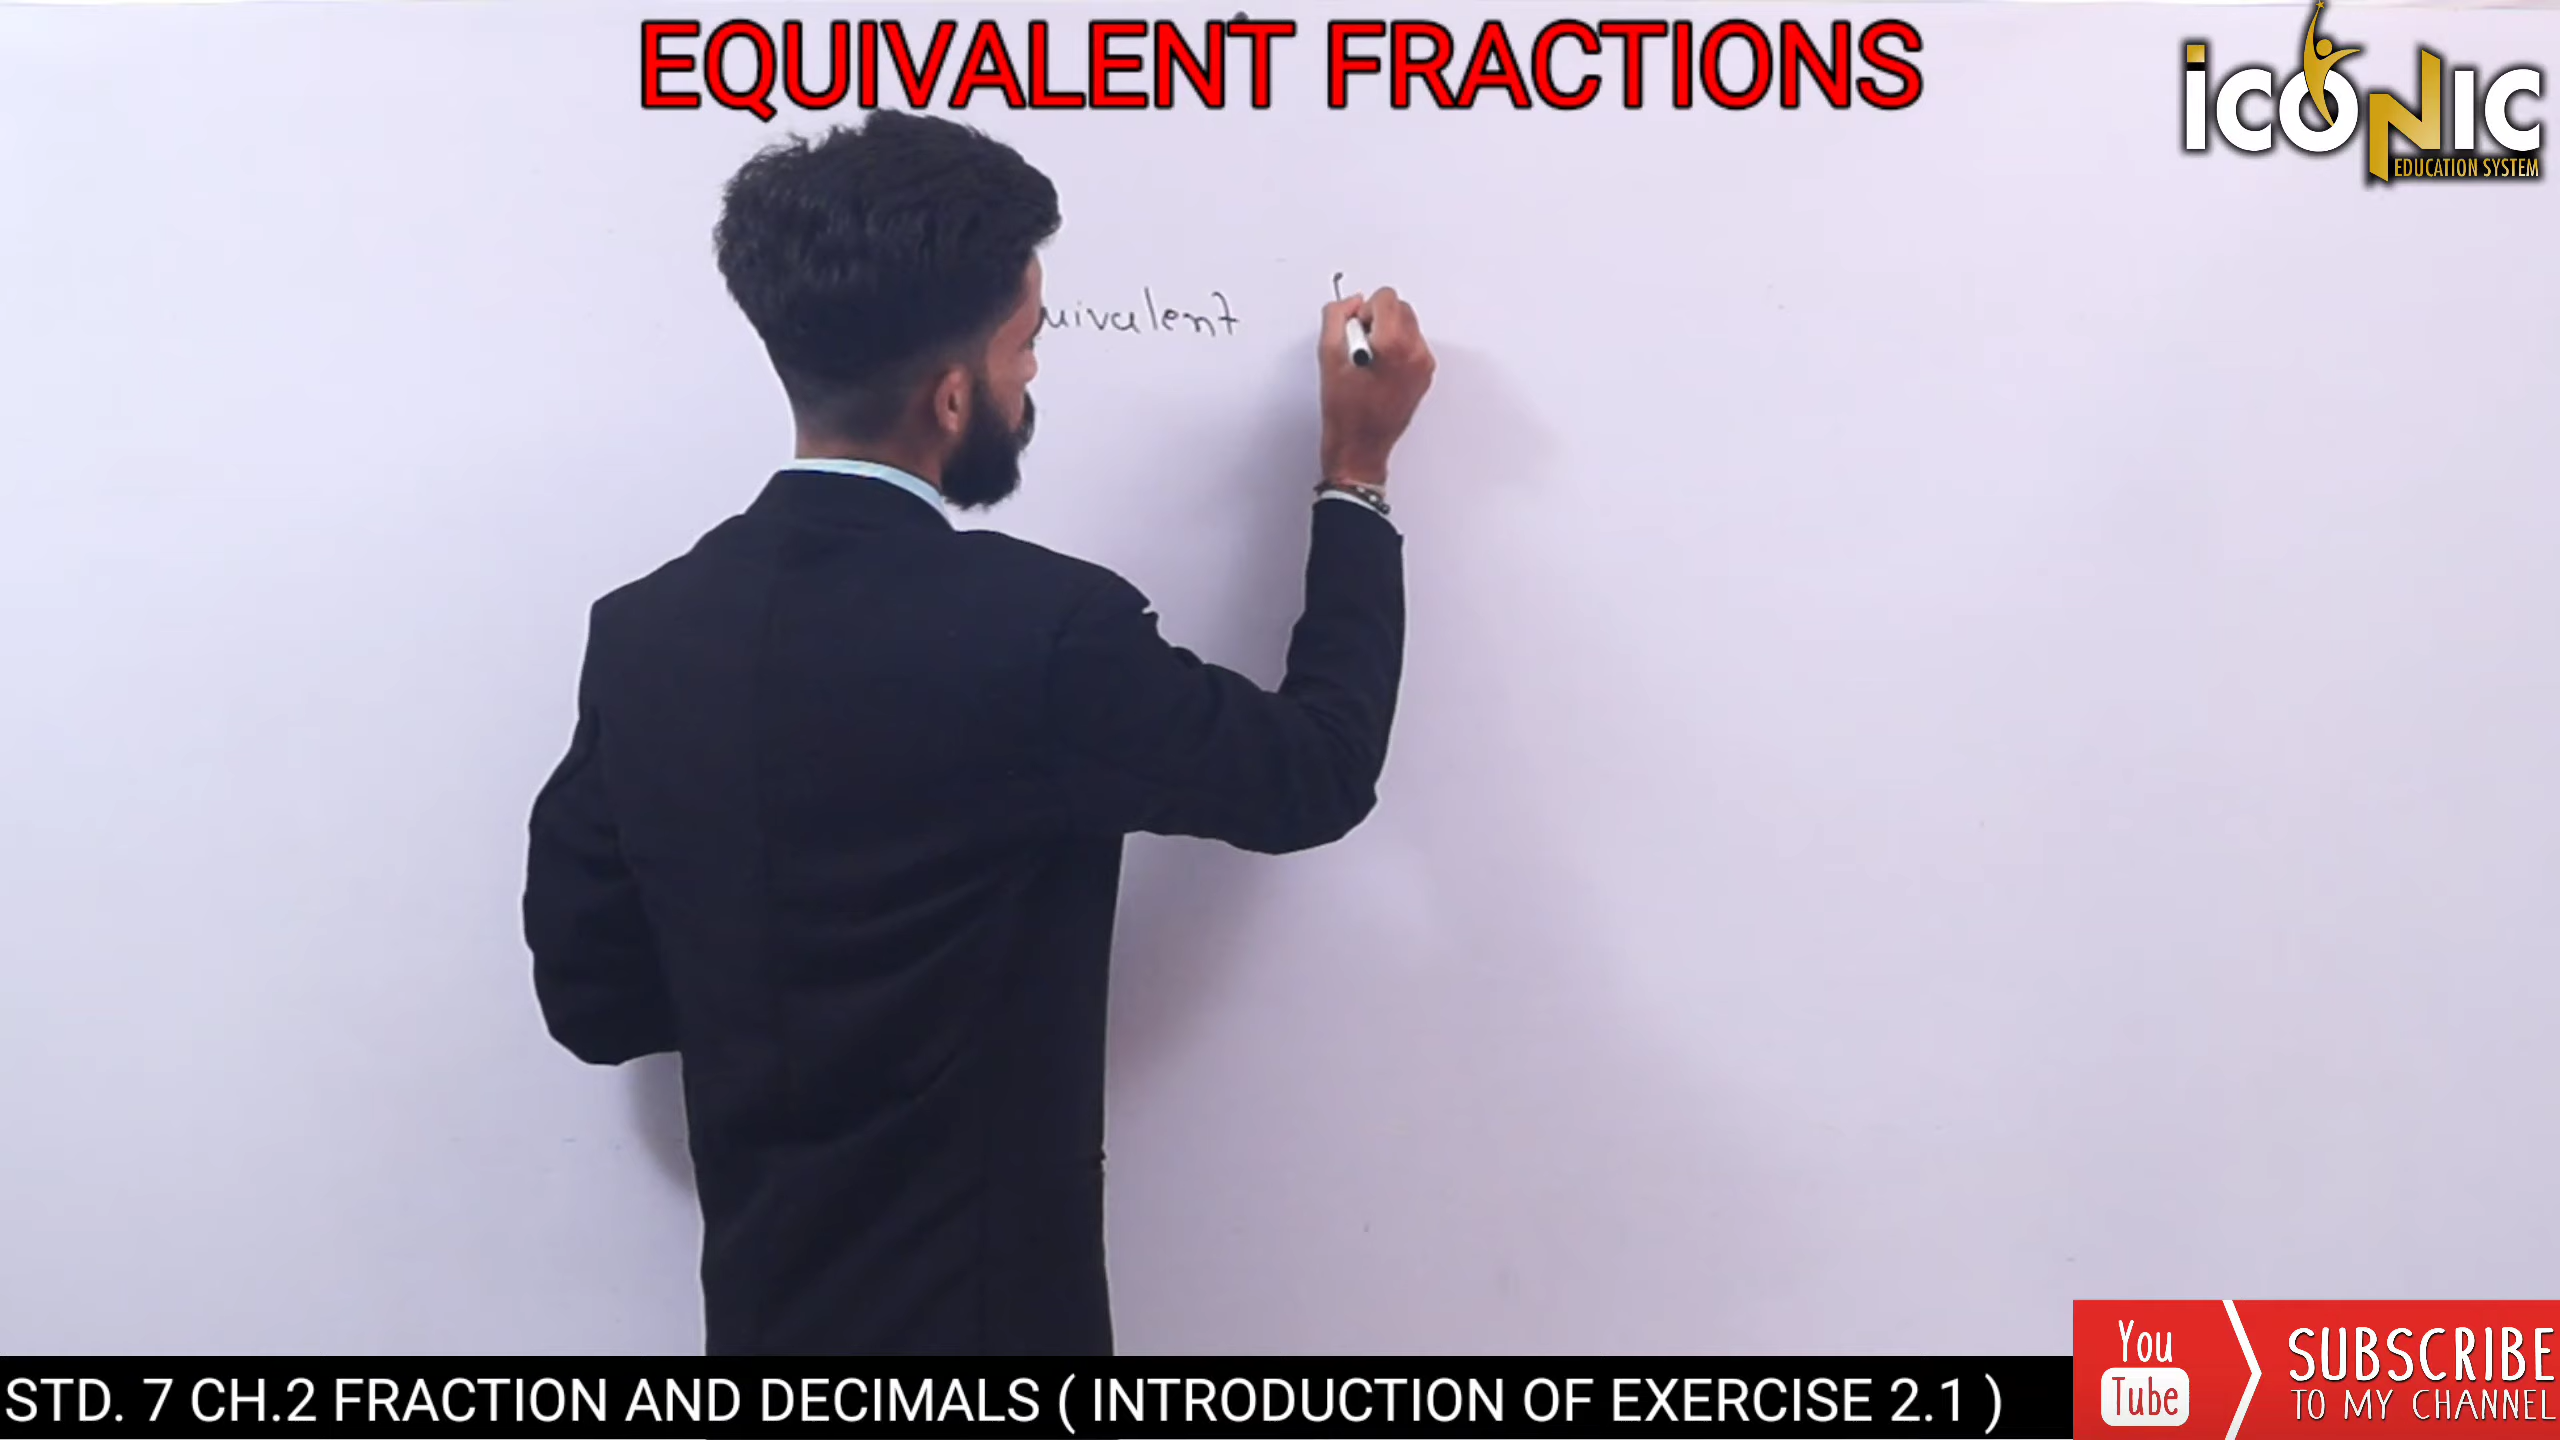 EQUIVALENT FRACTIONS
iCONIC
EDUCATION SYSTEM
uivalent
STD. 7 CH.2 FRACTION AND DECIMALS ( INTRODUCTION OF EXERCISE 2.1 )
You
Tube
SUBSCRIBE
TO MY CHANNEL